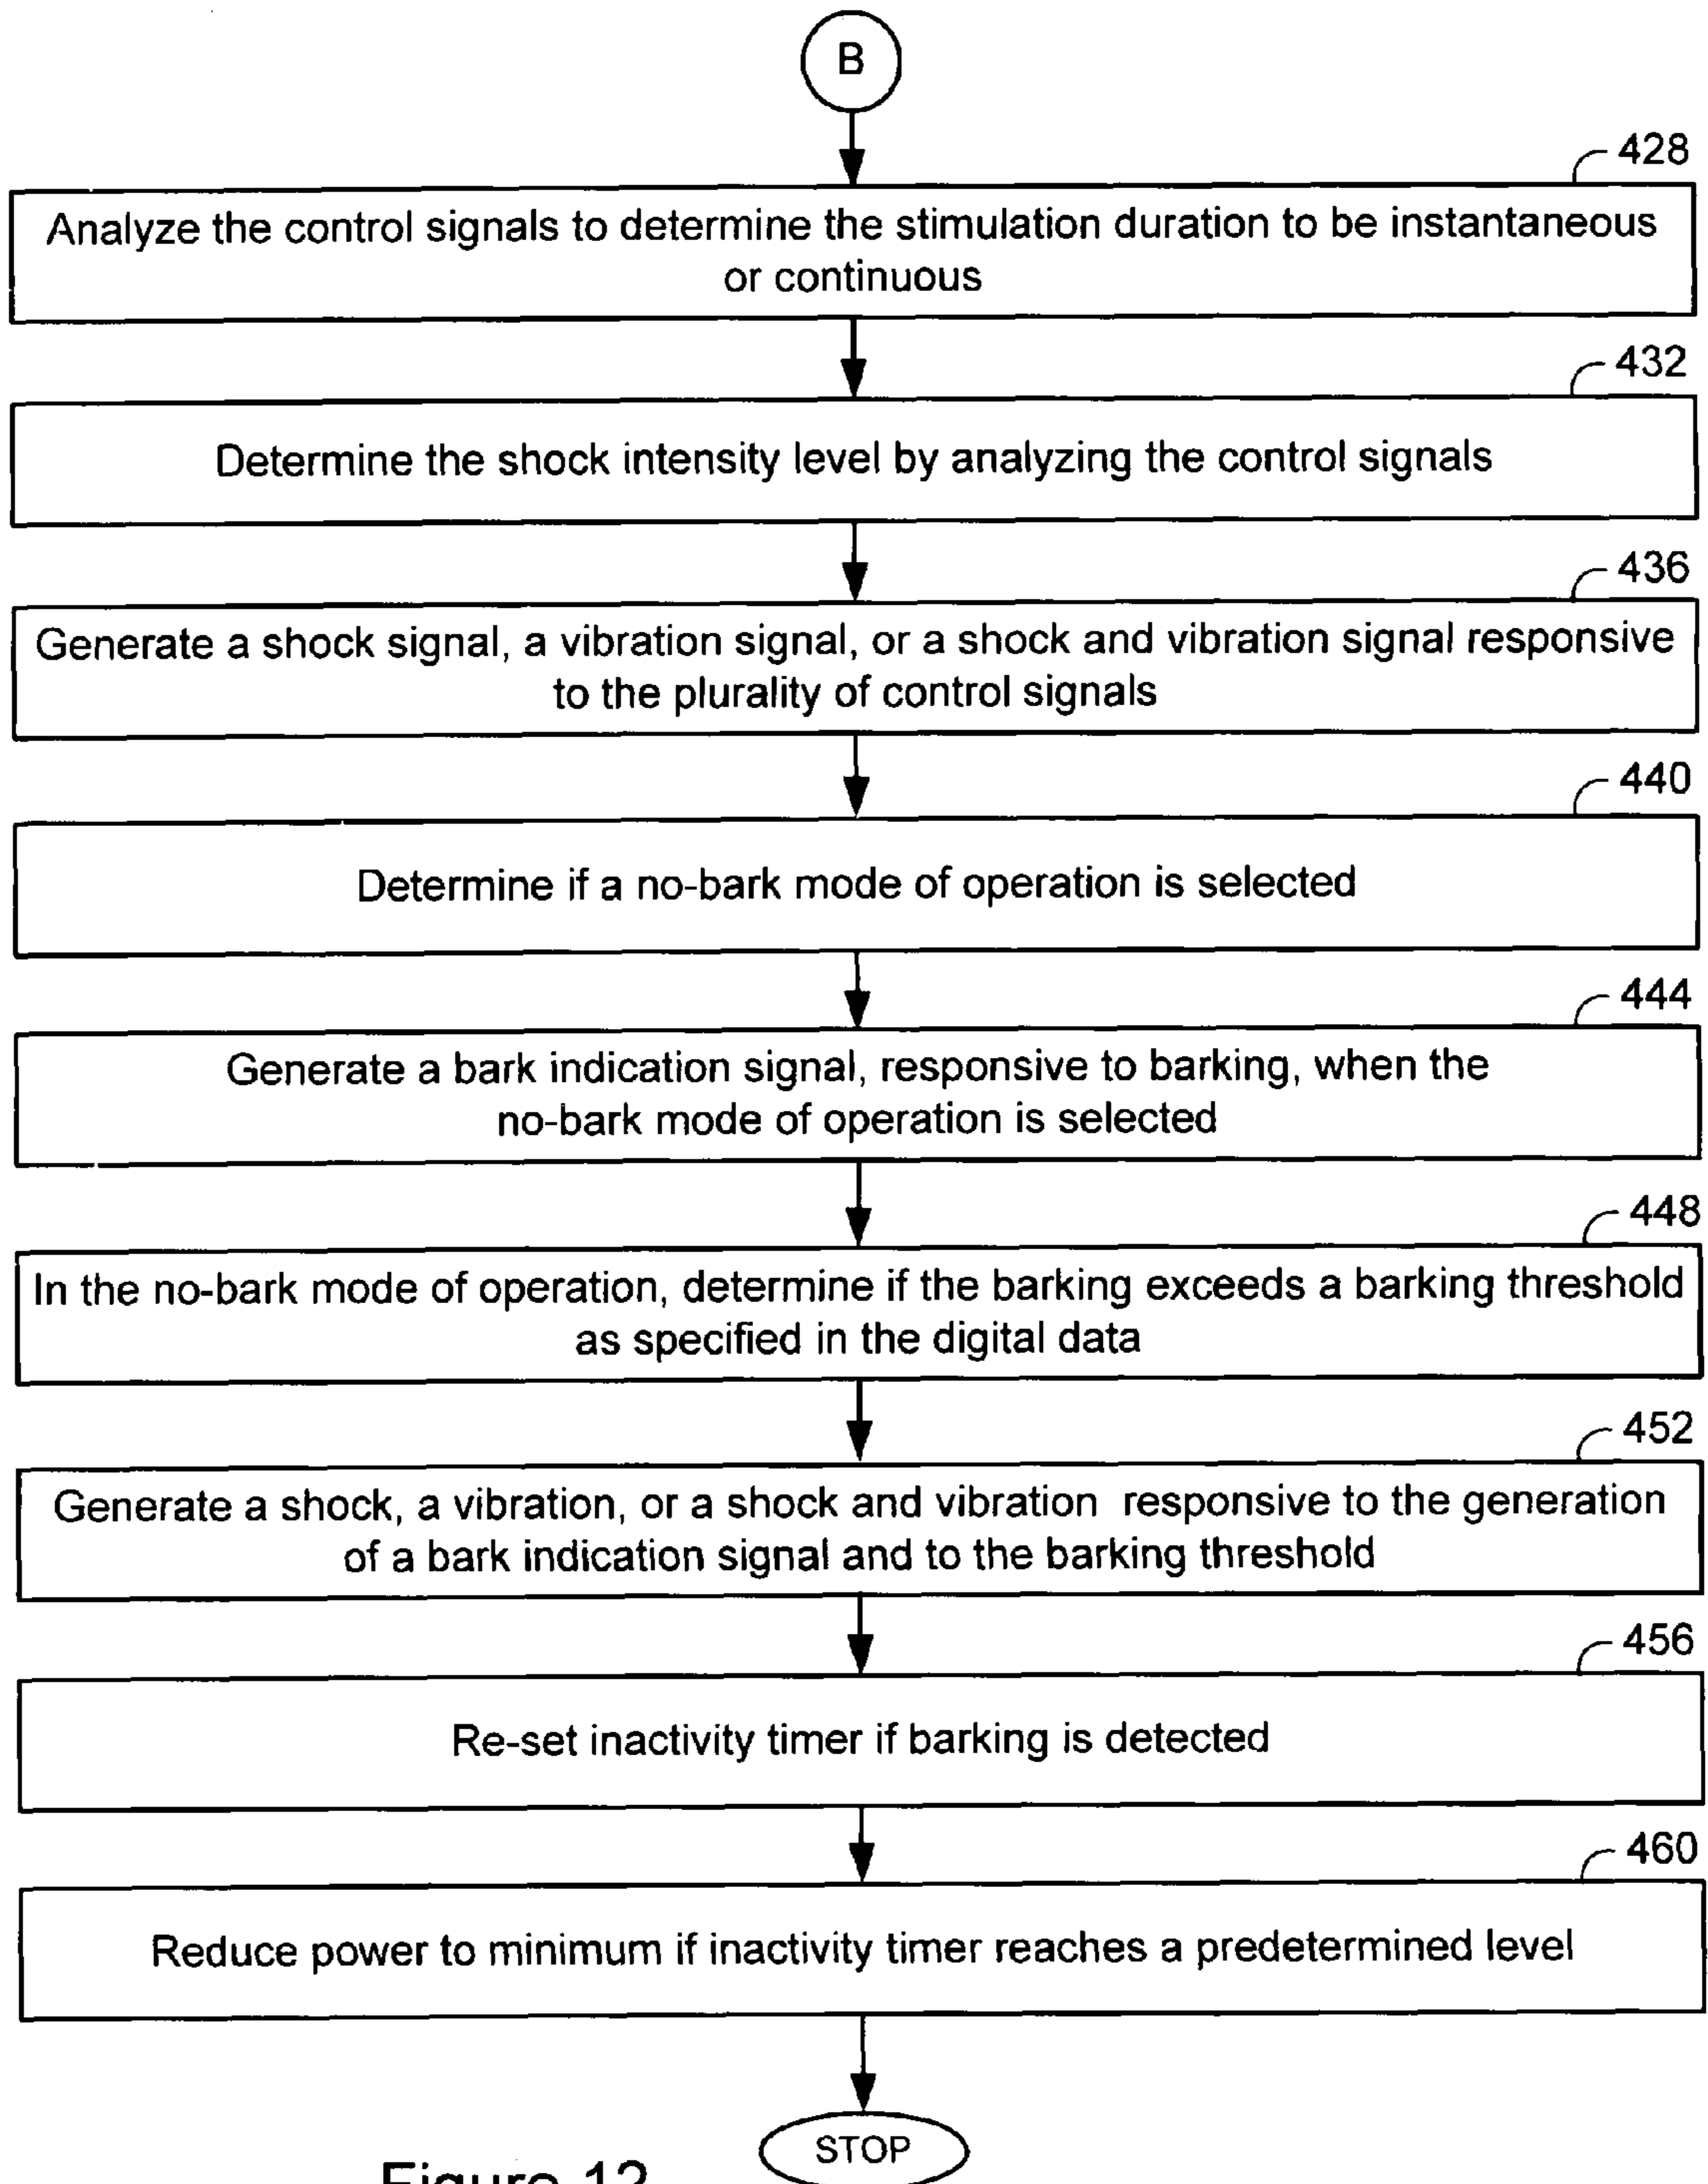 B
428
Analyze the control signals to determine the stimulation duration to be instantaneous
or continuous
432
Determine the shock intensity level by analyzing the control signals
436
Generate a shock signal, a vibration signal, or a shock and vibration signal responsive
to the plurality of control signals
440
Determine if a no-bark mode of operation is selected
444
Generate a bark indication signal, responsive to barking, when the
no-bark mode of operation is selected
448
In the no-bark mode of operation, determine if the barking exceeds a barking threshold
as specified in the digital data
452
Generate a shock, a vibration, or a shock and vibration responsive to the generation
of a bark indication signal and to the barking threshold
456
Re-set inactivity timer if barking is detected
460
Reduce power to minimum if inactivity timer reaches a predetermined level
STOP
Figure 12